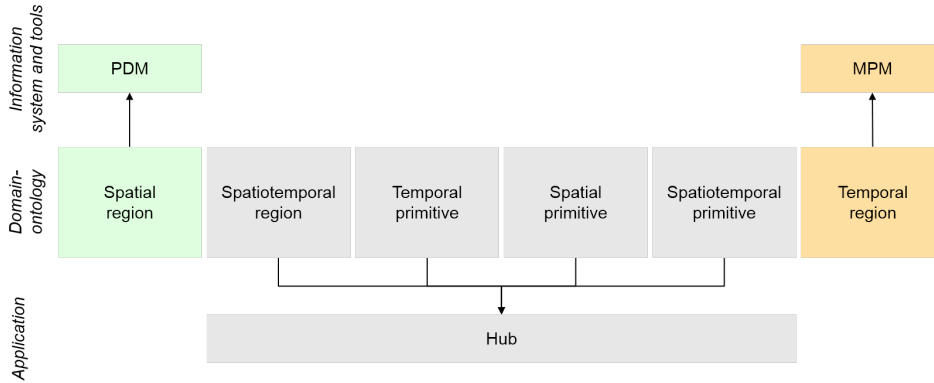 Information
system and tools
PDM
MPM
Domain-
ontology
Spatial
region
Spatiotemporal
region
Temporal
primitive
Spatial
primitive
Spatiotemporal
primitive
Temporal
region
Application
Hub